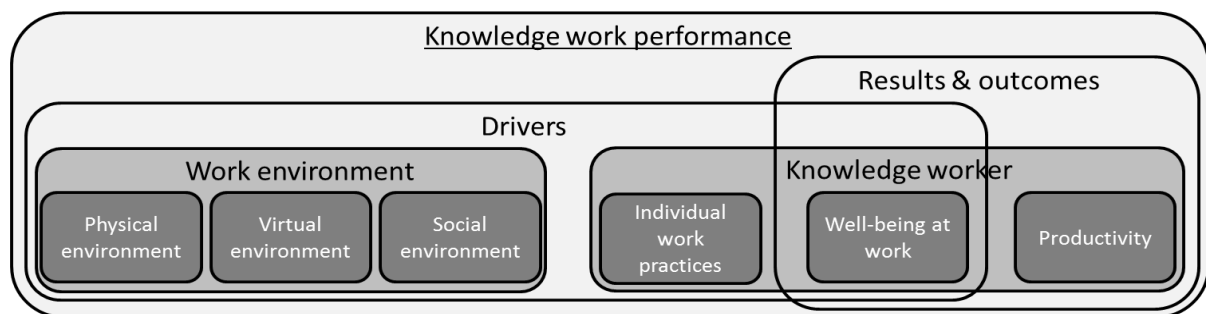 Knowledge work performance
Results & outcomes
Drivers
Work environment
Knowledge worker
Physical
environment
Virtual
environment
Social
environment
Individual
work
practices
Well-being at
work
Productivity